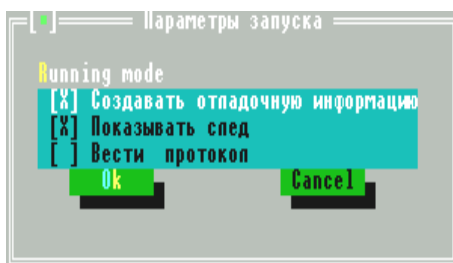 [•] Параметры запуска
Running mode
[X] Создавать отладочную информацию
[X] Показывать след
[ ] Вести протокол
Ok Cancel